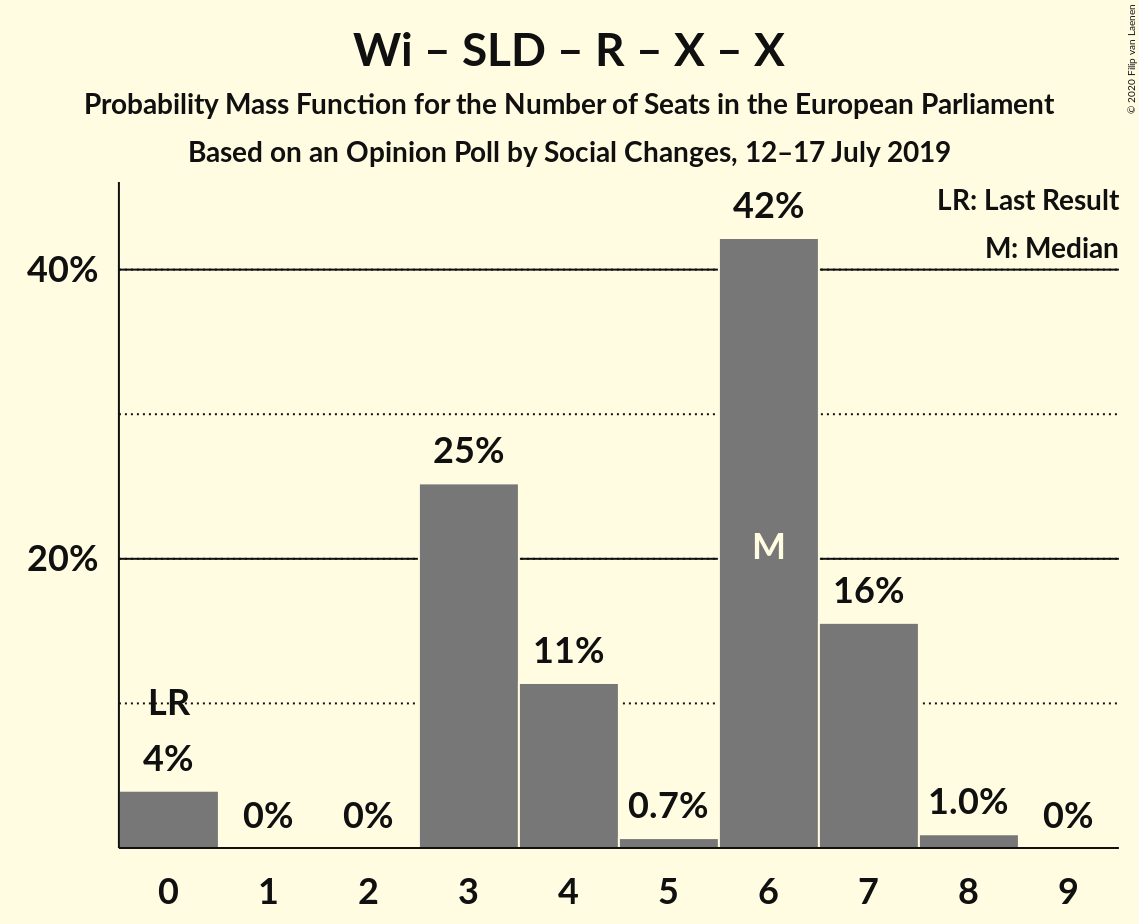 Wi – SLD – R – X – X
Probability Mass Function for the Number of Seats in the European Parliament
Based on an Opinion Poll by Social Changes, 12–17 July 2019
© 2020 Filip van Laenen
LR: Last Result
M: Median
42%
40%
25%
M
20%
16%
11%
LR
4%
0%
0%
0.7%
1.0%
0%
0 1 2 3 4 5 6 7 8 9